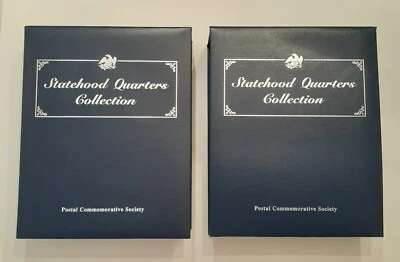 Statehood Quarters
Collection
Postal Commemorative Society
Statehood Quarters
Collection
Postal Commemorative Society